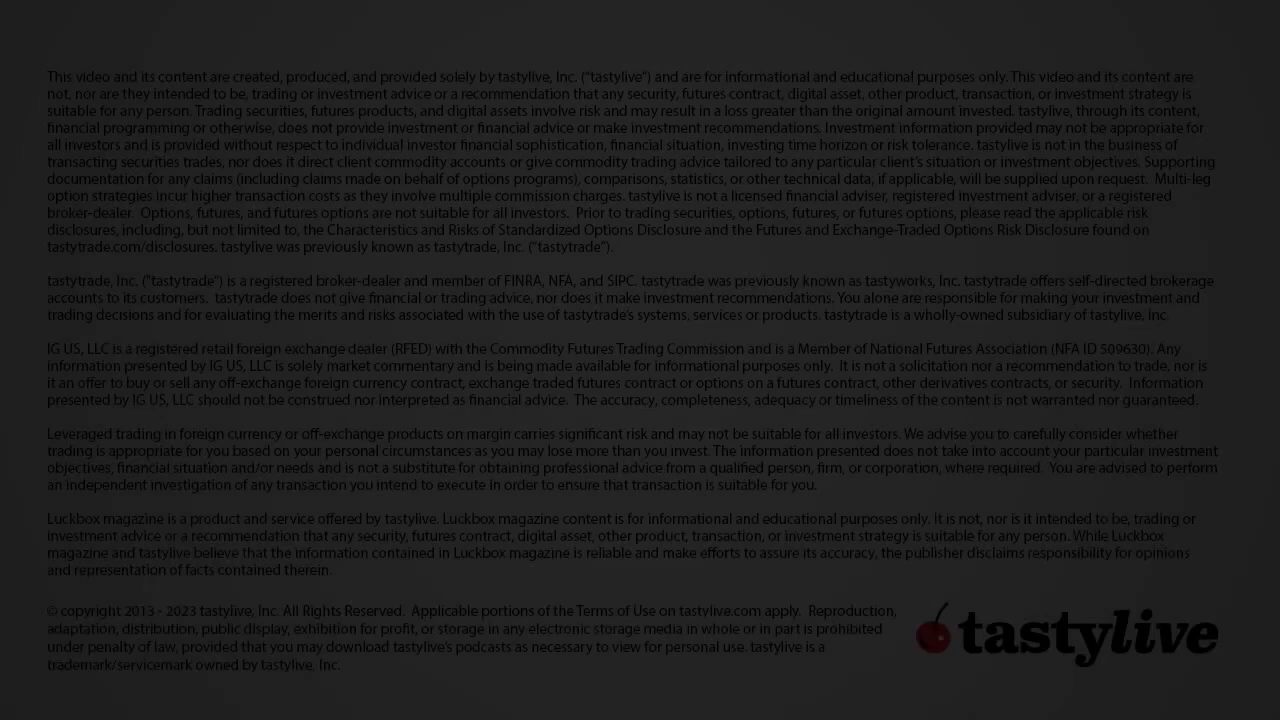 This video and its content are created, produced, and provided solely by tastylive, Inc. (“tastylive”) and are for informational and educational purposes only. This video and its content are
not, nor are they intended to be, trading or investment advice or a recommendation that any security, futures contract, digital asset, other product, transaction, or investment strategy is
suitable for any person. Trading securities, futures products, and digital assets involve risk and may result in a loss greater than the original amount invested. tastylive, through its content,
financial programming or otherwise, does not provide investment or financial advice or make investment recommendations. Investment information provided may not be appropriate for
all investors and is provided without respect to individual investor financial sophistication, financial situation, investing time horizon or risk tolerance. tastylive is not in the business of
transacting securities trades, nor does it direct client commodity accounts or give commodity trading advice tailored to any particular client’s situation or investment objectives. Supporting
documentation for any claims (including claims made on behalf of options programs), comparisons, statistics, or other technical data, if applicable, will be supplied upon request. Multi-leg
option strategies incur higher transaction costs as they involve multiple commission charges. tastylive is not a licensed financial adviser, registered investment adviser, or a registered
broker-dealer. Options, futures, and futures options are not suitable for all investors. Prior to trading securities, options, futures, or futures options, please read the applicable risk
disclosures, including, but not limited to, the Characteristics and Risks of Standardized Options Disclosure and the Futures and Exchange-Traded Options Risk Disclosure found on
tastytrade.com/disclosures. tastylive was previously known as tastytrade, Inc. (“tastytrade”).
tastytrade, Inc. ("tastytrade”) is a registered broker-dealer and member of FINRA, NFA, and SIPC. tastytrade was previously known as tastyworks, Inc. tastytrade offers self-directed brokerage
accounts to its customers. tastytrade does not give financial or trading advice, nor does it make investment recommendations. You alone are responsible for making your investment and
trading decisions and for evaluating the merits and risks associated with the use of tastytrade’s systems, services or products. tastytrade is a wholly-owned subsidiary of tastylive, Inc.
IG US, LLC is a registered retail foreign exchange dealer (RFED) with the Commodity Futures Trading Commission and is a Member of National Futures Association (NFA ID 509630). Any
information presented by IG US, LLC is solely market commentary and is being made available for informational purposes only. It is not a solicitation nor a recommendation to trade, nor is
it an offer to buy or sell any off-exchange foreign currency contract, exchange traded futures contract or options on a futures contract, other derivatives contracts, or security. Information
presented by IG US, LLC should not be construed nor interpreted as financial advice. The accuracy, completeness, adequacy or timeliness of the content is not warranted nor guaranteed.
Leveraged trading in foreign currency or off-exchange products on margin carries significant risk and may not be suitable for all investors. We advise you to carefully consider whether
trading is appropriate for you based on your personal circumstances as you may lose more than you invest. The information presented does not take into account your particular investment
objectives, financial situation and/or needs and is not a substitute for obtaining professional advice from a qualified person, firm, or corporation, where required. You are advised to perform
an independent investigation of any transaction you intend to execute in order to ensure that transaction is suitable for you.
Luckbox magazine is a product and service offered by tastylive. Luckbox magazine content is for informational and educational purposes only. It is not, nor is it intended to be, trading or
investment advice or a recommendation that any security, futures contract, digital asset, other product, transaction, or investment strategy is suitable for any person. While Luckbox
magazine and tastylive believe that the information contained in Luckbox magazine is reliable and make efforts to assure its accuracy, the publisher disclaims responsibility for opinions
and representation of facts contained therein.
© copyright 2013 - 2023 tastylive, Inc. All Rights Reserved. Applicable portions of the Terms of Use on tastylive.com apply. Reproduction,
adaptation, distribution, public display, exhibition for profit, or storage in any electronic storage media in whole or in part is prohibited
under penalty of law, provided that you may download tastylive’s podcasts as necessary to view for personal use. tastylive is a
trademark/servicemark owned by tastylive, Inc.
tastylive